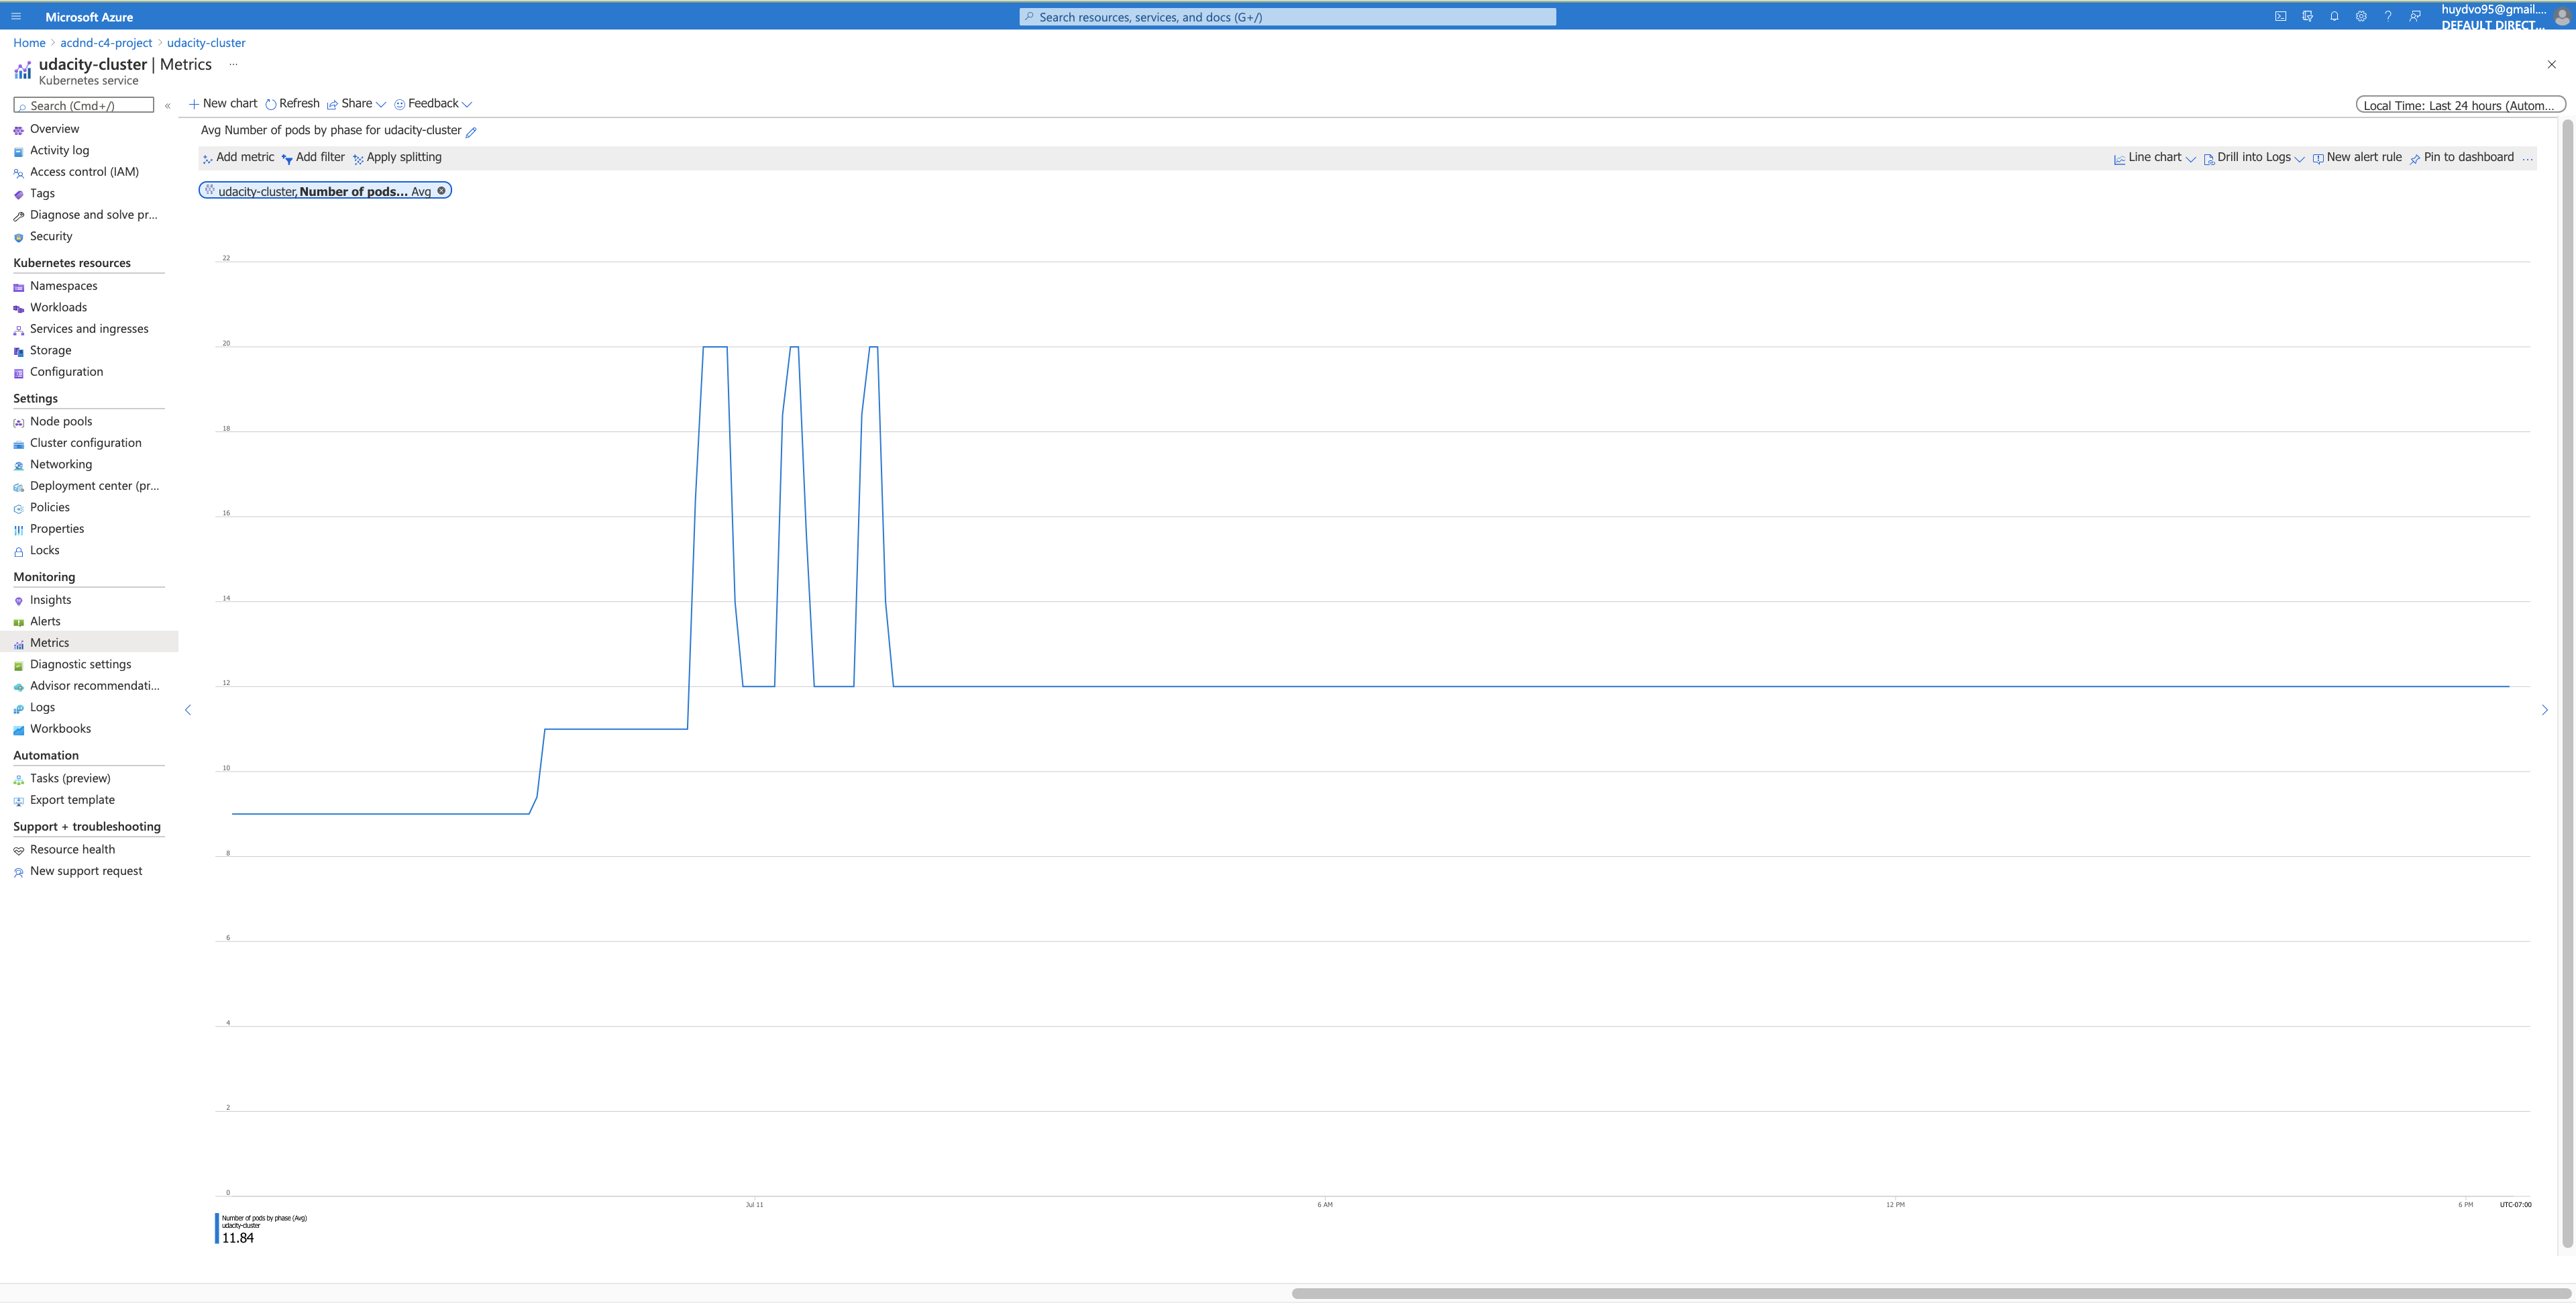 Microsoft Azure
Search resources, services, and docs (G+/)
huydvo95@gmail....
DEFAULT DIRECT...
Home > acdnd-c4-project > udacity-cluster
udacity-cluster | Metrics ...
Kubernetes service
Search (Cmd+/)
«
Overview
Activity log
Access control (IAM)
Tags
Diagnose and solve pr...
Security
Kubernetes resources
Namespaces
Workloads
Services and ingresses
Storage
Configuration
Settings
Node pools
Cluster configuration
Networking
Deployment center (pr...
Policies
Properties
Locks
Monitoring
Insights
Alerts
Metrics
Diagnostic settings
Advisor recommendati...
Logs
Workbooks
Automation
Tasks (preview)
Export template
Support + troubleshooting
Resource health
New support request
New chart Refresh Share Feedback
Local Time: Last 24 hours (Autom...
Avg Number of pods by phase for udacity-cluster
Add metric Add filter Apply splitting
Line chart Drill into Logs New alert rule Pin to dashboard ...
udacity-cluster, Number of pods... Avg
22
20
18
16
14
12
10
8
6
4
2
0
Jul 11 6 AM 12 PM 6 PM UTC-07:00
Number of pods by phase (Avg)
udacity-cluster
11.84